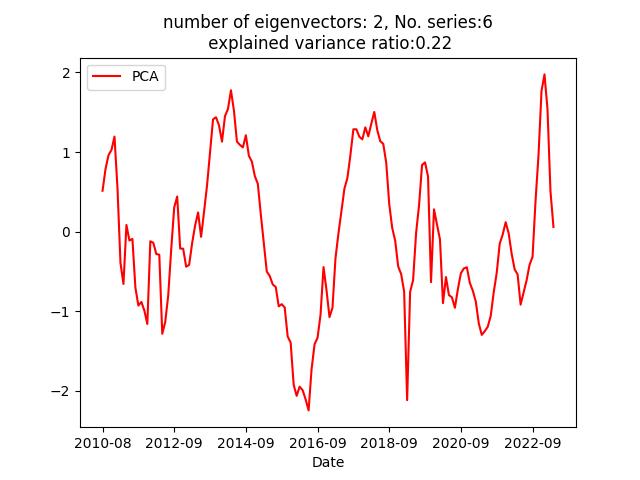 number of eigenvectors: 2, No. series:6
explained variance ratio:0.22
PCA
2
1
0
−1
−2
2010-08 2012-09 2014-09 2016-09 2018-09 2020-09 2022-09
Date